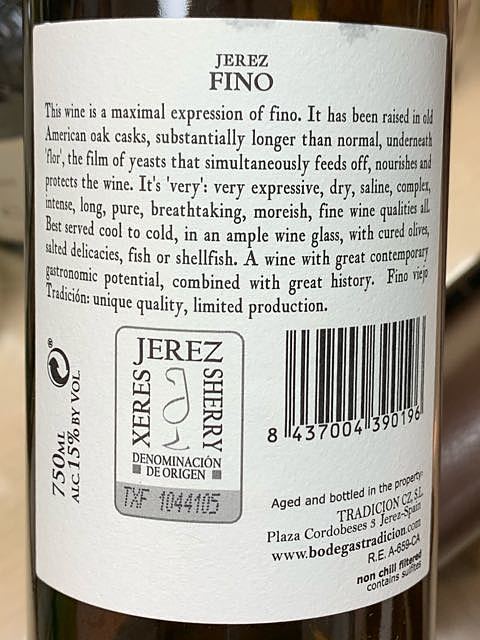 JEREZ
FINO
This wine is a maximal expression of fino. It has been raised in old
American oak casks, substantially longer than normal, underneath
'flor', the film of yeasts that simultaneously feeds off, nourishes and
protects the wine. It's 'very': very expressive, dry, saline, complex,
intense, long, pure, breathtaking, moreish, fine wine qualities all.
Best served cool to cold, in an ample wine glass, with cured olives,
salted delicacies, fish or shellfish. A wine with great contemporary
gastronomic potential, combined with great history. Fino viejo
Tradición: unique quality, limited production.
®
750ML
ALC. 15% BY VOL.
JEREZ
XERES
SHERRY
DENOMINACIÓN
DE ORIGEN
TXF 1044105
8 437004 390196
Aged and bottled in the property:
TRADICION CZ, S.L.
Plaza Cordobeses 3 Jerez-Spain
www.bodegastradicion.com
R.E. A-659-CA
non chill filtered
contains sulfites